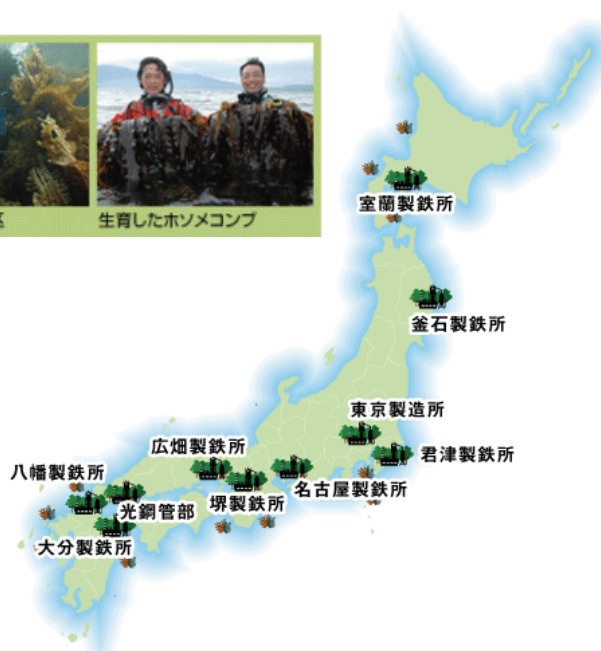 区
生育したホソメコンブ
室蘭製鉄所
釜石製鉄所
東京製造所
君津製鉄所
広畑製鉄所
名古屋製鉄所
八幡製鉄所
堺製鉄所
光鋼管部
大分製鉄所